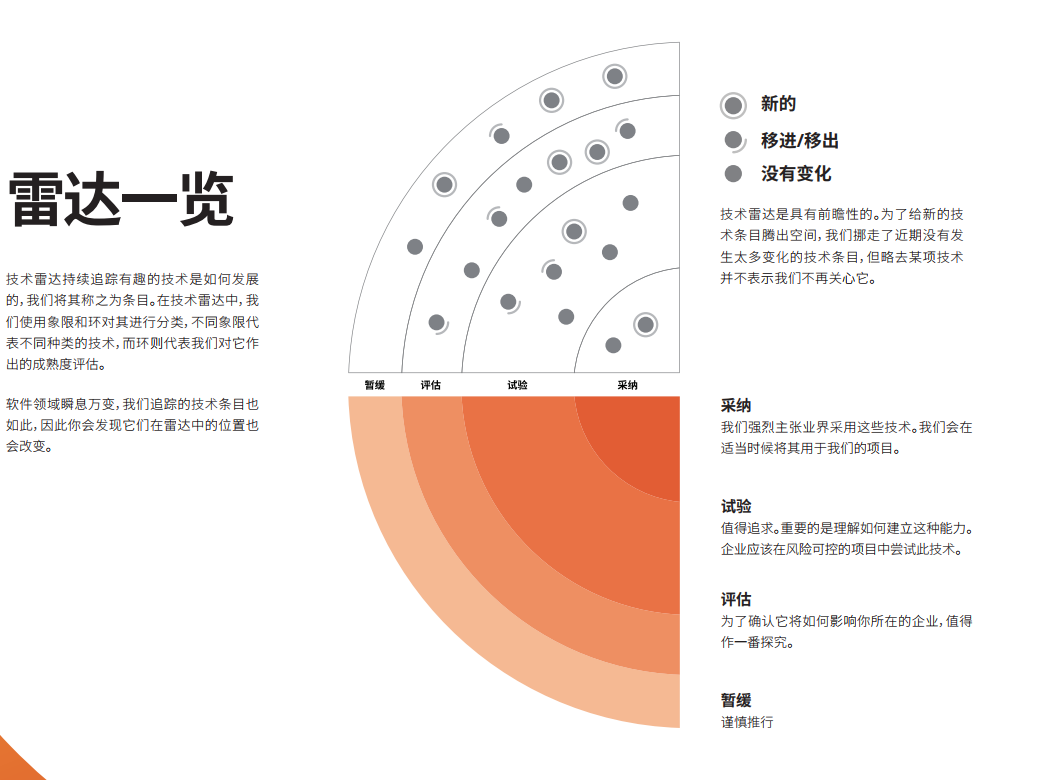 雷达一览
技术雷达持续追踪有趣的技术是如何发展
的，我们将其称之为条目。在技术雷达中，我
们使用象限和环对其进行分类，不同象限代
表不同种类的技术，而环则代表我们对它作
出的成熟度评估。
软件领域瞬息万变，我们追踪的技术条目也
如此，因此你会发现它们在雷达中的位置也
会改变。
暂缓
评估
试验
采纳
新的
移进/移出
没有变化
技术雷达是具有前瞻性的。为了给新的技
术条目腾出空间，我们挪走了近期没有发
生太多变化的技术条目，但略去某项技术
并不表示我们不再关心它。
采纳
我们强烈主张业界采用这些技术。我们会在
适当时候将其用于我们的项目。
试验
值得追求。重要的是理解如何建立这种能力。
企业应该在风险可控的项目中尝试此技术。
评估
为了确认它将如何影响你所在的企业，值得
作一番探究。
暂缓
谨慎推行